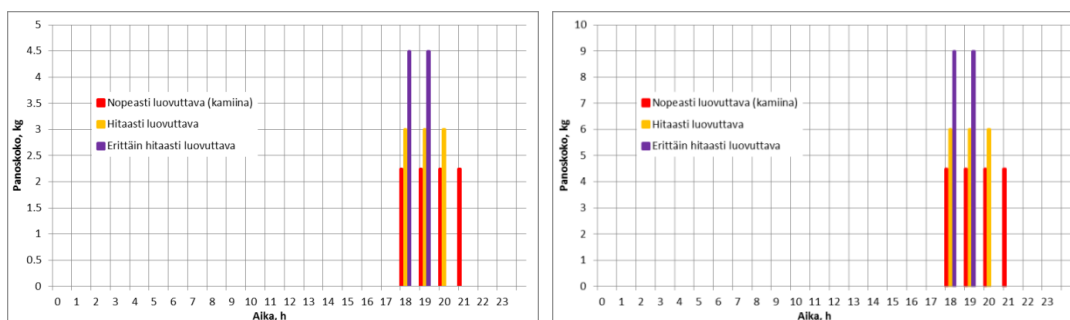 5
4.5
4
3.5
3
2.5
2
1.5
1
0.5
0
Panoskoko, kg
Nopeasti luovuttava (kamiina)
Hitaasti luovuttava
Erittäin hitaasti luovuttava
0 1 2 3 4 5 6 7 8 9 10 11 12 13 14 15 16 17 18 19 20 21 22 23
Aika, h
10
9
8
7
6
5
4
3
2
1
0
Panoskoko, kg
Nopeasti luovuttava (kamiina)
Hitaasti luovuttava
Erittäin hitaasti luovuttava
0 1 2 3 4 5 6 7 8 9 10 11 12 13 14 15 16 17 18 19 20 21 22 23
Aika, h